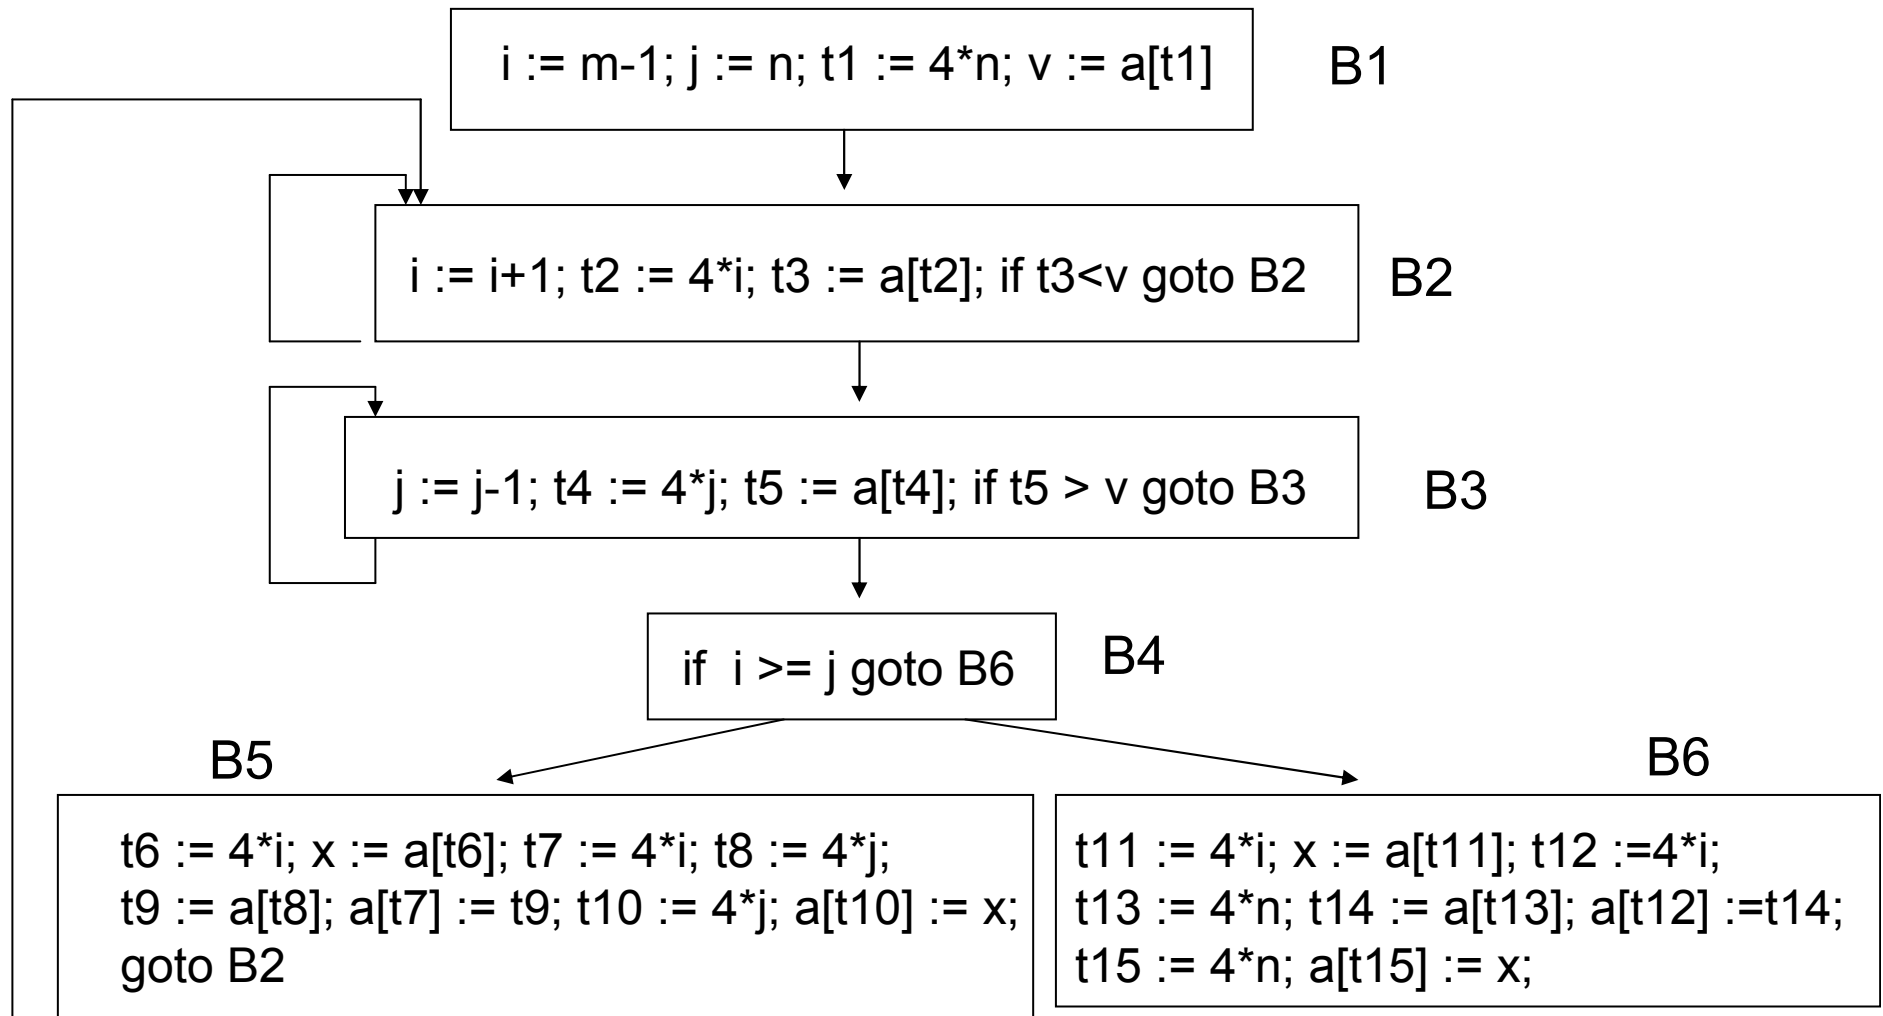 i := m-1; j := n; t1 := 4*n; v := a[t1]
B1
i := i+1; t2 := 4*i; t3 := a[t2]; if t3<v goto B2
B2
j := j-1; t4 := 4*j; t5 := a[t4]; if t5 > v goto B3
B3
if i >= j goto B6
B4
B5
t6 := 4*i; x := a[t6]; t7 := 4*i; t8 := 4*j;
t9 := a[t8]; a[t7] := t9; t10 := 4*j; a[t10] := x;
goto B2
B6
t11 := 4*i; x := a[t11]; t12 :=4*i;
t13 := 4*n; t14 := a[t13]; a[t12] :=t14;
t15 := 4*n; a[t15] := x;